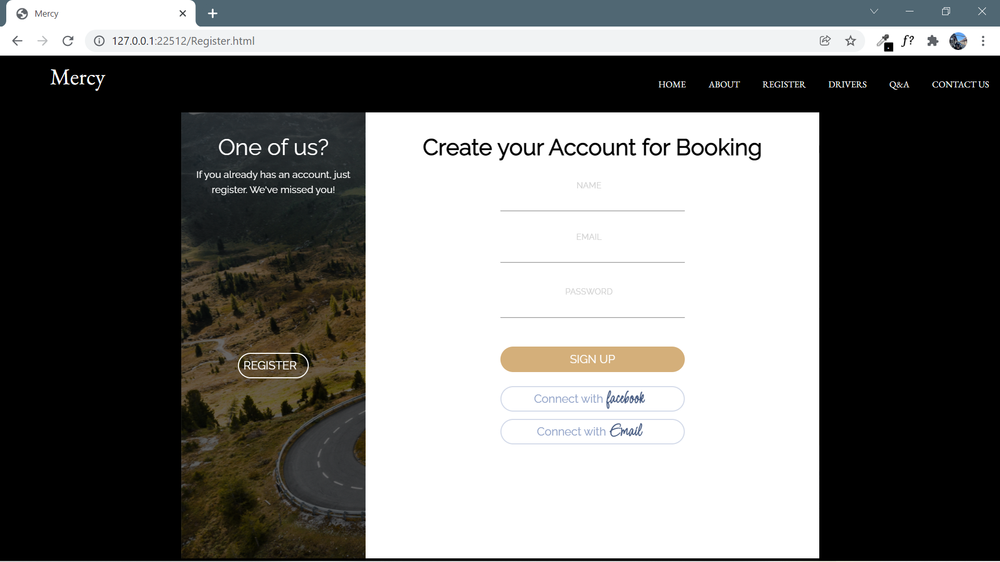 Mercy
127.0.0.1:22512/Register.html
f?
Mercy
HOME ABOUT REGISTER DRIVERS Q&A CONTACT US
One of us?
If you already has an account, just
register. We've missed you!
REGISTER
Create your Account for Booking
NAME
EMAIL
PASSWORD
SIGN UP
Connect with facebook
Connect with Email